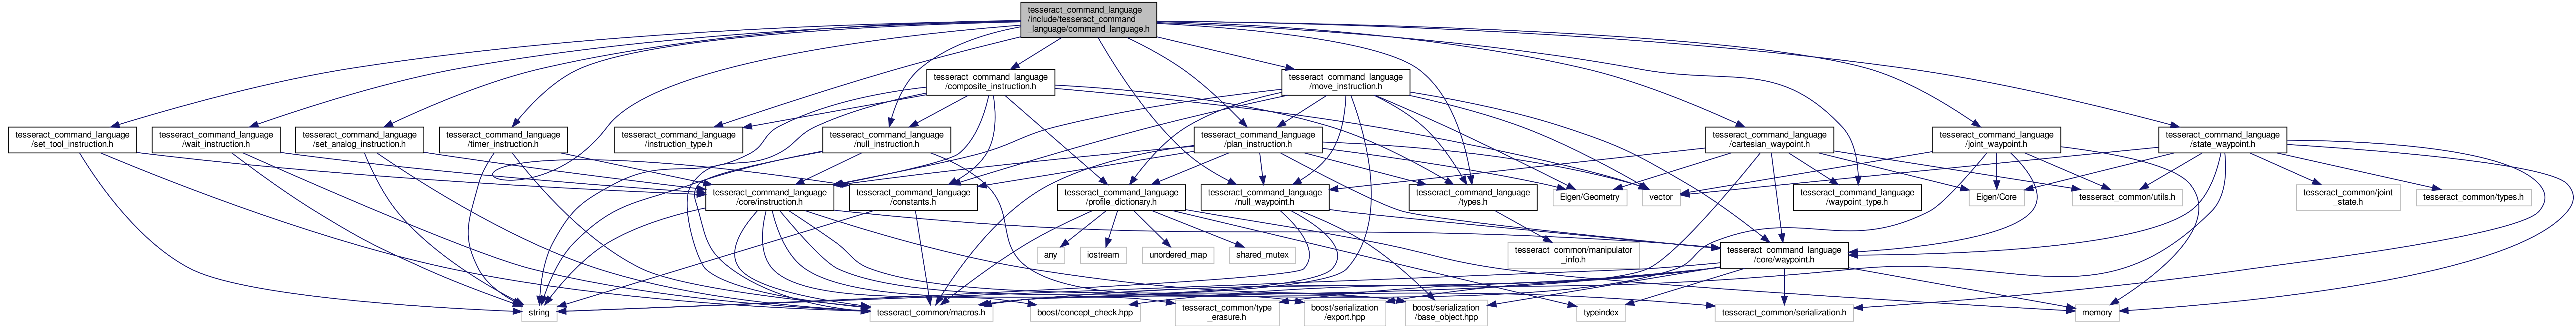 tesseract_command_language
/include/tesseract_command
_language/command_language.h
tesseract_command_language
/composite_instruction.h
tesseract_command_language
/move_instruction.h
tesseract_command_language
/set_tool_instruction.h
tesseract_command_language
/wait_instruction.h
tesseract_command_language
/set_analog_instruction.h
tesseract_command_language
/timer_instruction.h
tesseract_command_language
/instruction_type.h
tesseract_command_language
/null_instruction.h
tesseract_command_language
/plan_instruction.h
tesseract_command_language
/cartesian_waypoint.h
tesseract_command_language
/joint_waypoint.h
tesseract_command_language
/state_waypoint.h
tesseract_command_language
/core/instruction.h
tesseract_command_language
/constants.h
tesseract_command_language
/profile_dictionary.h
tesseract_command_language
/null_waypoint.h
tesseract_command_language
/types.h
Eigen/Geometry
vector
tesseract_command_language
/waypoint_type.h
Eigen/Core
tesseract_common/utils.h
tesseract_common/joint
_state.h
tesseract_common/types.h
any
iostream
unordered_map
shared_mutex
tesseract_common/manipulator
_info.h
tesseract_command_language
/core/waypoint.h
string
tesseract_common/macros.h
boost/concept_check.hpp
tesseract_common/type
_erasure.h
boost/serialization
/export.hpp
boost/serialization
/base_object.hpp
typeindex
tesseract_common/serialization.h
memory